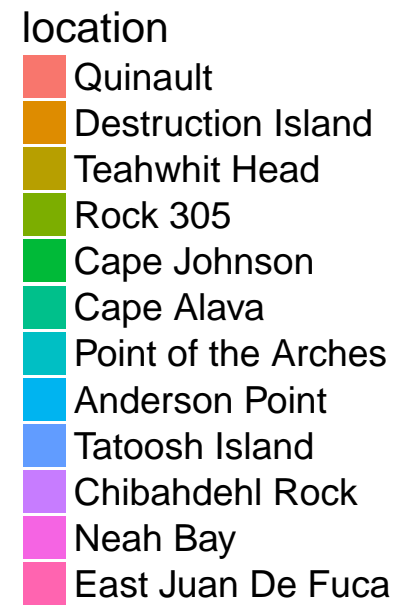 location
Quinault
Destruction Island
Teahwhit Head
Rock 305
Cape Johnson
Cape Alava
Point of the Arches
Anderson Point
Tatoosh Island
Chibahdehl Rock
Neah Bay
East Juan De Fuca